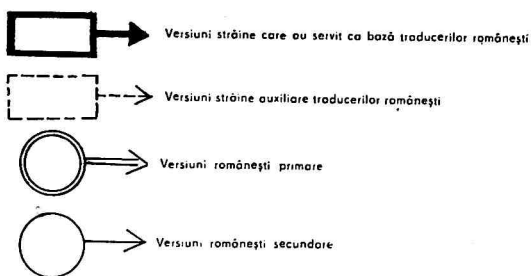 Versiuni străine care au servit ca bază traducerilor românești
Versiuni străine auxiliare traducerilor românești
Versiuni românești primare
Versiuni românești secundare